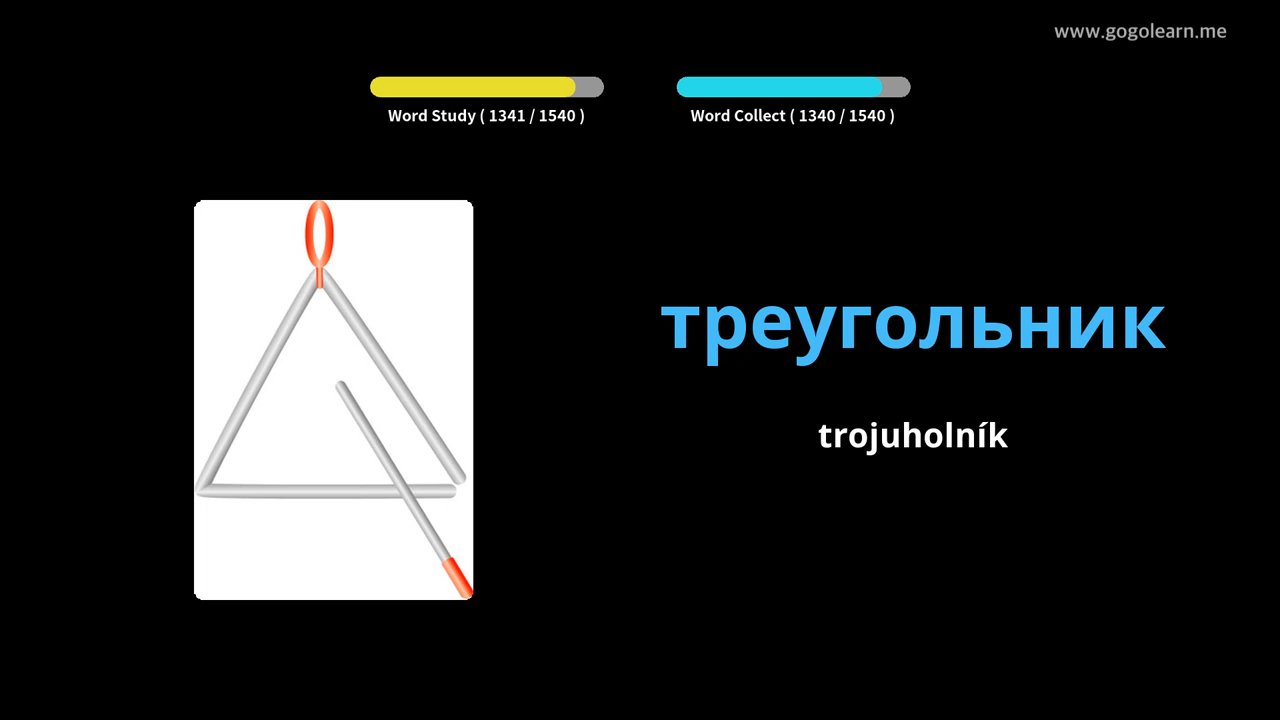 www.gogolearn.me
Word Study ( 1341 / 1540 )
Word Collect ( 1340 / 1540 )
треугольник
trojuholník